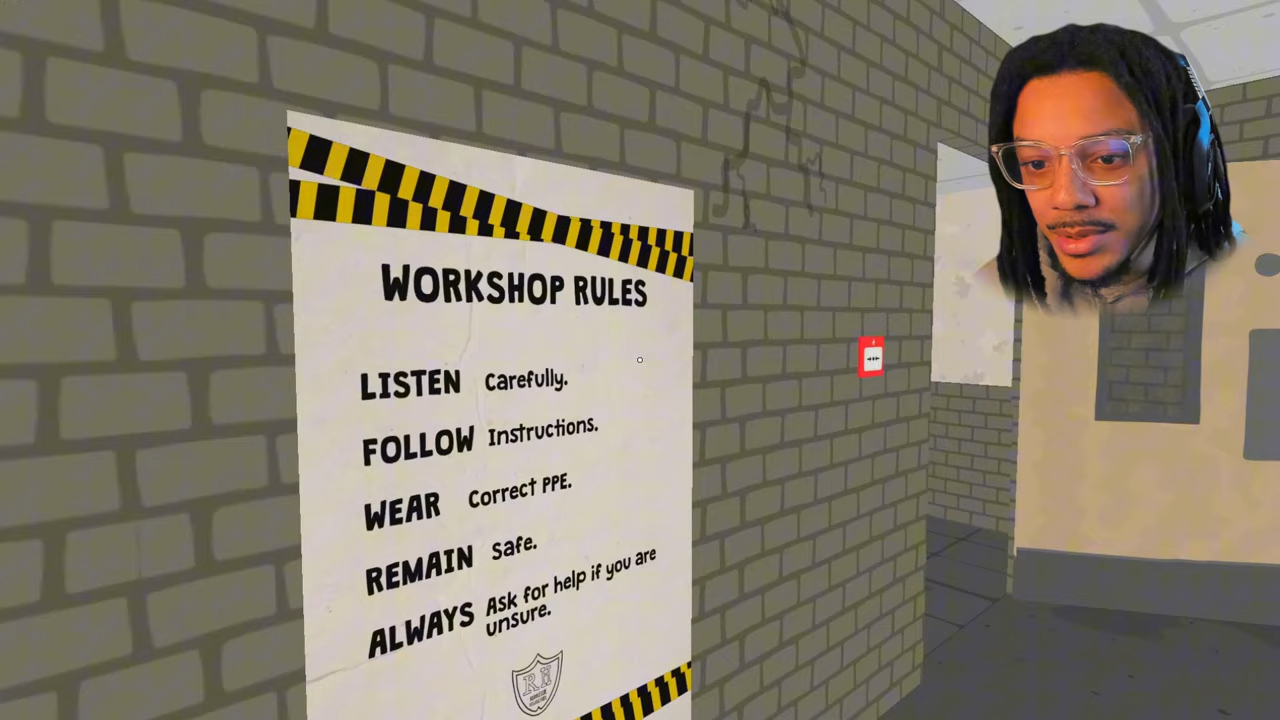 WORKSHOP RULES
LISTEN Carefully.
FOLLOW Instructions.
WEAR Correct PPE.
REMAIN Safe.
ALWAYS Ask for help if you are
unsure.
R H